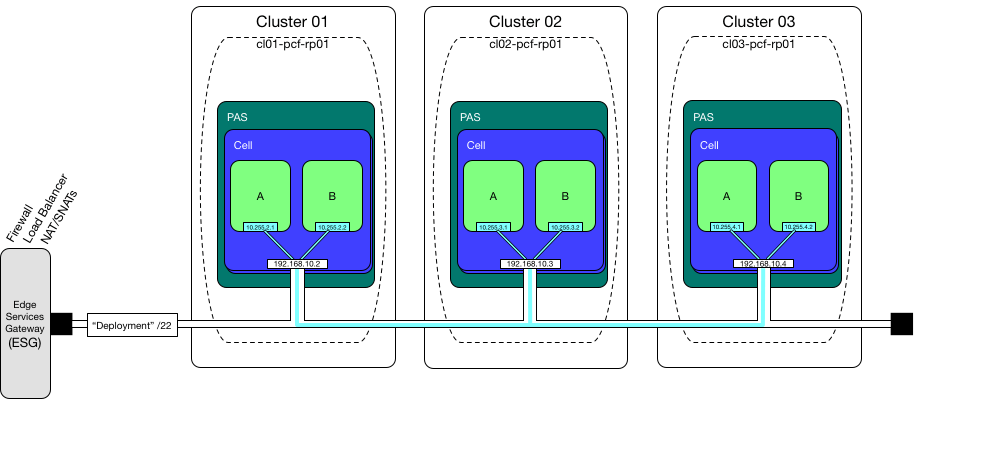 Cluster 01
cl01-pcf-rp01
PAS
Cell
A
B
10.255.2.1
10.255.2.2
192.168.10.2
Cluster 02
cl02-pcf-rp01
PAS
Cell
A
B
10.255.3.1
10.255.3.2
192.168.10.3
Cluster 03
cl03-pcf-rp01
PAS
Cell
A
B
10.255.4.1
10.255.4.2
192.168.10.4
Firewall
Load Balancer
NAT/SNATs
Edge
Services
Gateway
(ESG)
“Deployment” /22